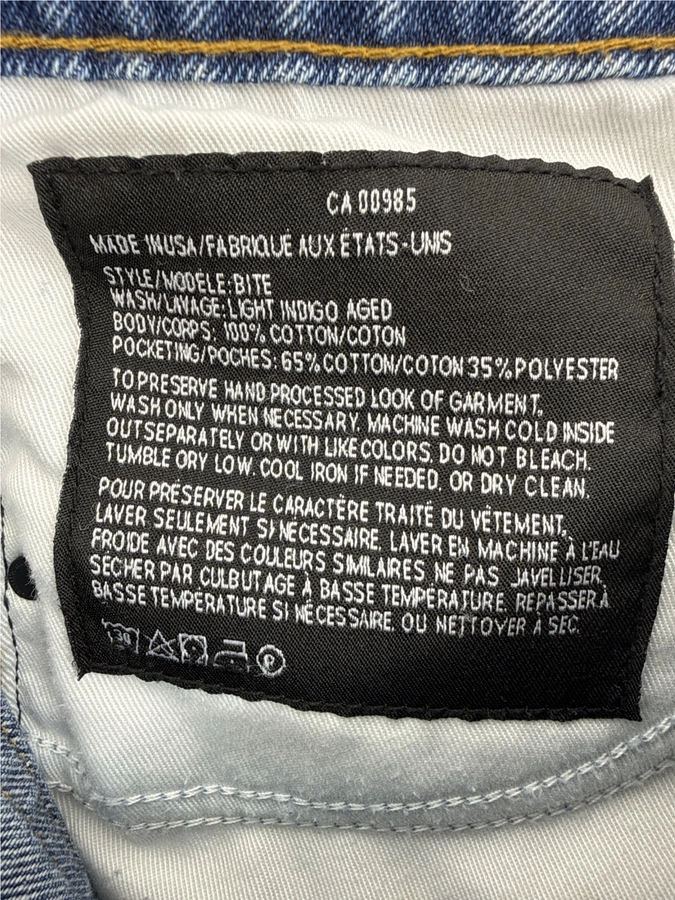 CA 00985
MADE IN USA/FABRIQUÉ AUX ÉTATS-UNIS
STYLE/MODÈLE: BITE
WASH/LAVAGE: LIGHT INDIGO AGED
BODY/CORPS: 100% COTTON/COTON
POCKETING/POCHES: 65% COTTON/COTON 35% POLYESTER
TO PRESERVE HAND PROCESSED LOOK OF GARMENT,
WASH ONLY WHEN NECESSARY. MACHINE WASH COLD INSIDE
OUT SEPARATELY OR WITH LIKE COLORS. DO NOT BLEACH.
TUMBLE DRY LOW. COOL IRON IF NEEDED. OR DRY CLEAN.
POUR PRÉSERVER LE CARACTÈRE TRAITÉ DU VÊTEMENT,
LAVER SEULEMENT SI NÉCESSAIRE. LAVER EN MACHINE À L'EAU
FROIDE AVEC DES COULEURS SIMILAIRES NE PAS JAVELLISER.
SÉCHER PAR CULBUTAGE À BASSE TEMPÉRATURE. REPASSER À
BASSE TEMPÉRATURE SI NÉCESSAIRE. OU NETTOYER À SEC.
30 P